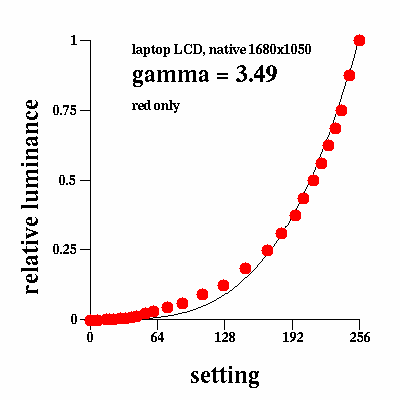 laptop LCD, native 1680x1050
gamma = 3.49
red only
1
0.75
0.5
0.25
0
relative luminance
0 64 128 192 256
setting